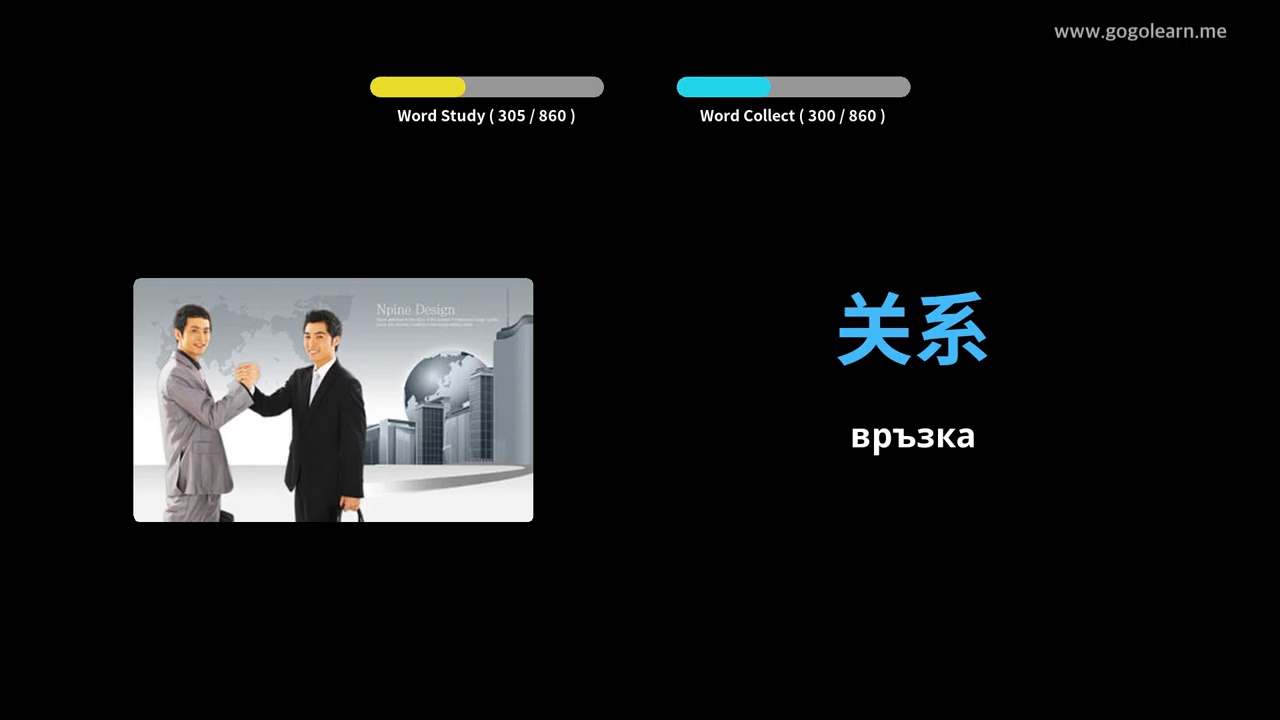 www.gogolearn.me
Word Study ( 305 / 860 )
Word Collect ( 300 / 860 )
Npine Design
关系
връзка